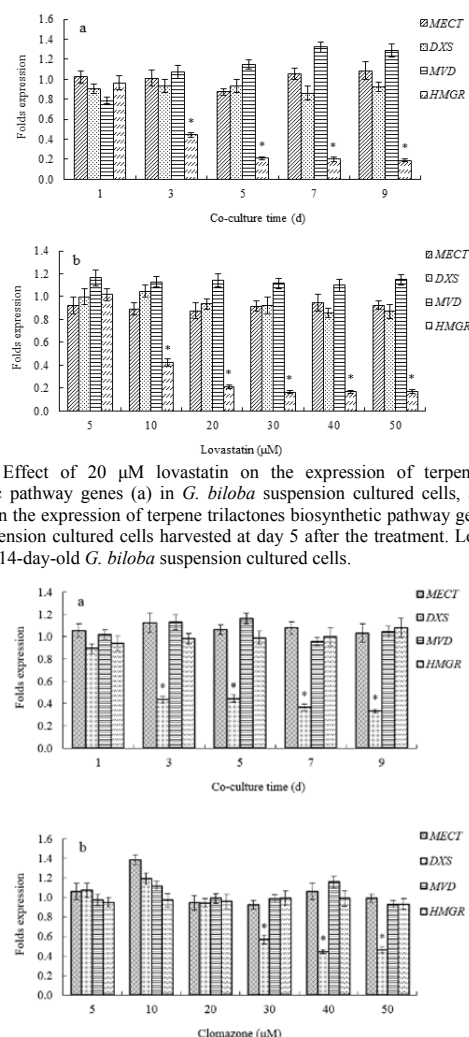 a
1.6
1.4
1.2
1.0
0.8
0.6
0.4
0.2
0.0
Folds expression
* * * *
1 3 5 7 9
Co-culture time (d)
MECT
DXS
MVD
HMGR
b
1.4
1.2
1.0
0.8
0.6
0.4
0.2
0.0
Folds expression
* * * * *
5 10 20 30 40 50
Lovastatin (μM)
MECT
DXS
MVD
HMGR
Effect of 20 μM lovastatin on the expression of terpen
c pathway genes (a) in G. biloba suspension cultured cells,
n the expression of terpene trilactones biosynthetic pathway ge
ension cultured cells harvested at day 5 after the treatment. Lo
14-day-old G. biloba suspension cultured cells.
a
1.4
1.2
1.0
0.8
0.6
0.4
0.2
0.0
Folds expression
* * * *
1 3 5 7 9
Co-culture time (d)
MECT
DXS
MVD
HMGR
b
1.6
1.4
1.2
1.0
0.8
0.6
0.4
0.2
0.0
Folds expression
* * *
5 10 20 30 40 50
Clomazone (μM)
MECT
DXS
MVD
HMGR